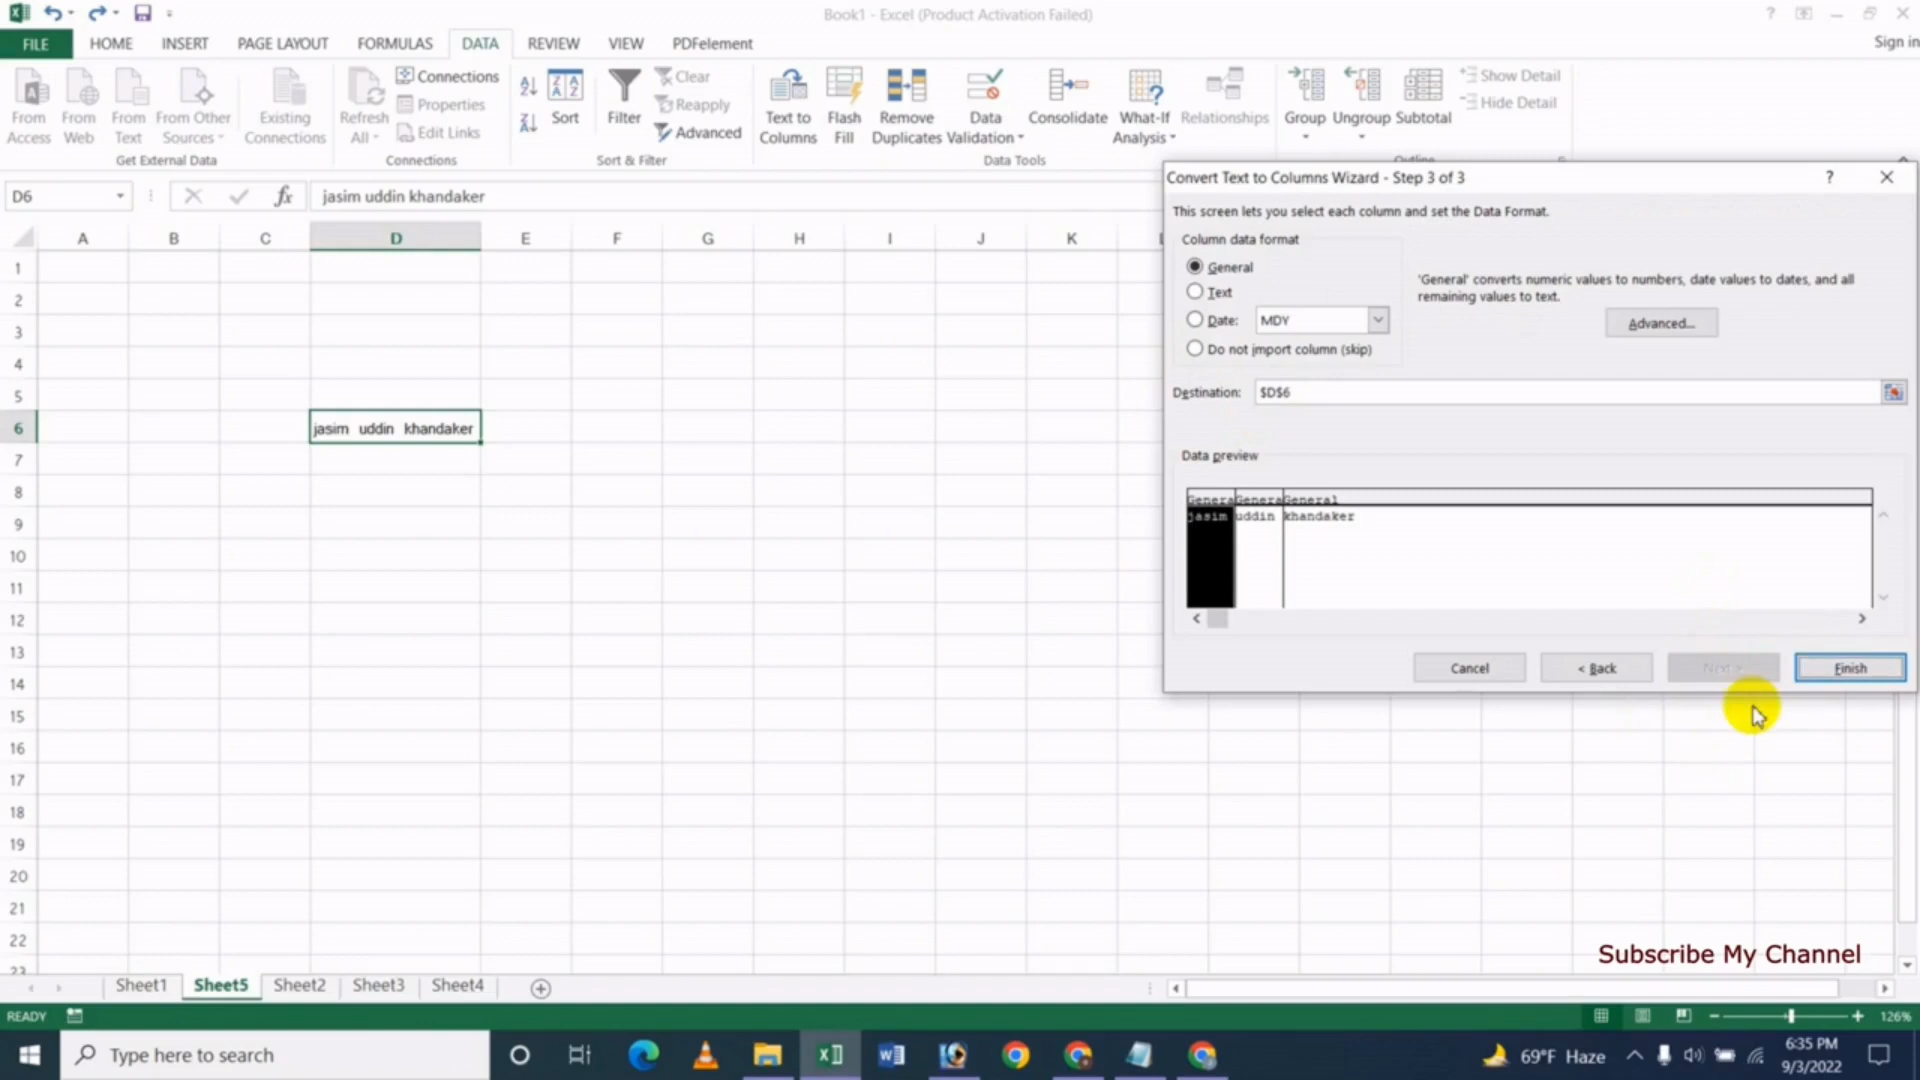 Book1 - Excel (Product Activation Failed)
?
FILE HOME INSERT PAGE LAYOUT FORMULAS DATA REVIEW VIEW PDFelement
Sign in
From Access
From Web
From Text
From Other Sources
Existing Connections
Refresh All
Connections
Properties
Edit Links
Sort
Filter
Clear
Reapply
Advanced
Text to Columns
Flash Fill
Remove Duplicates
Data Validation
Consolidate
What-If Analysis
Relationships
Group
Ungroup
Subtotal
Show Detail
Hide Detail
Get External Data
Connections
Sort & Filter
Data Tools
Outline
D6
fx
jasim uddin khandaker
A B C D E F G H I J K
1
2
3
4
5
6
jasim uddin khandaker
7
8
9
10
11
12
13
14
15
16
17
18
19
20
21
22
23
Convert Text to Columns Wizard - Step 3 of 3
?
This screen lets you select each column and set the Data Format.
Column data format
General
Text
Date: MDY
Do not import column (skip)
'General' converts numeric values to numbers, date values to dates, and all
remaining values to text.
Advanced...
Destination: $D$6
Data preview
Genera Genera General
jasim uddin khandaker
Cancel
< Back
Next >
Finish
Subscribe My Channel
Sheet1 Sheet5 Sheet2 Sheet3 Sheet4
READY
126%
Type here to search
69°F Haze
6:35 PM
9/3/2022